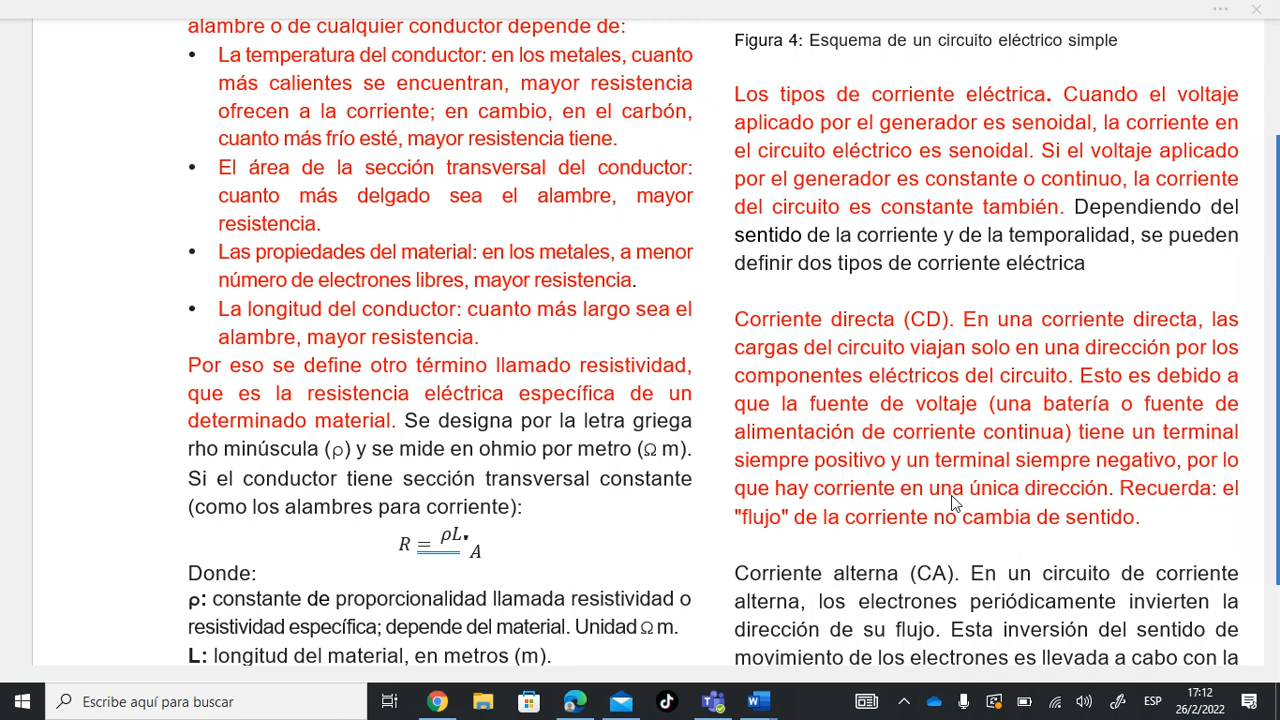 alambre o de cualquier conductor depende de:
• La temperatura del conductor: en los metales, cuanto
más calientes se encuentran, mayor resistencia
ofrecen a la corriente; en cambio, en el carbón,
cuanto más frío esté, mayor resistencia tiene.
• El área de la sección transversal del conductor:
cuanto más delgado sea el alambre, mayor
resistencia.
• Las propiedades del material: en los metales, a menor
número de electrones libres, mayor resistencia.
• La longitud del conductor: cuanto más largo sea el
alambre, mayor resistencia.
Por eso se define otro término llamado resistividad,
que es la resistencia eléctrica específica de un
determinado material. Se designa por la letra griega
rho minúscula (ρ) y se mide en ohmio por metro (Ω m).
Si el conductor tiene sección transversal constante
(como los alambres para corriente):
R = ρL
A
Donde:
ρ: constante de proporcionalidad llamada resistividad o
resistividad específica; depende del material. Unidad Ω m.
L: longitud del material, en metros (m).
Figura 4: Esquema de un circuito eléctrico simple
Los tipos de corriente eléctrica. Cuando el voltaje
aplicado por el generador es senoidal, la corriente en
el circuito eléctrico es senoidal. Si el voltaje aplicado
por el generador es constante o continuo, la corriente
del circuito es constante también. Dependiendo del
sentido de la corriente y de la temporalidad, se pueden
definir dos tipos de corriente eléctrica
Corriente directa (CD). En una corriente directa, las
cargas del circuito viajan solo en una dirección por los
componentes eléctricos del circuito. Esto es debido a
que la fuente de voltaje (una batería o fuente de
alimentación de corriente continua) tiene un terminal
siempre positivo y un terminal siempre negativo, por lo
que hay corriente en una única dirección. Recuerda: el
"flujo" de la corriente no cambia de sentido.
Corriente alterna (CA). En un circuito de corriente
alterna, los electrones periódicamente invierten la
dirección de su flujo. Esta inversión del sentido de
movimiento de los electrones es llevada a cabo con la
Escribe aquí para buscar
ESP
17:12
26/2/2022